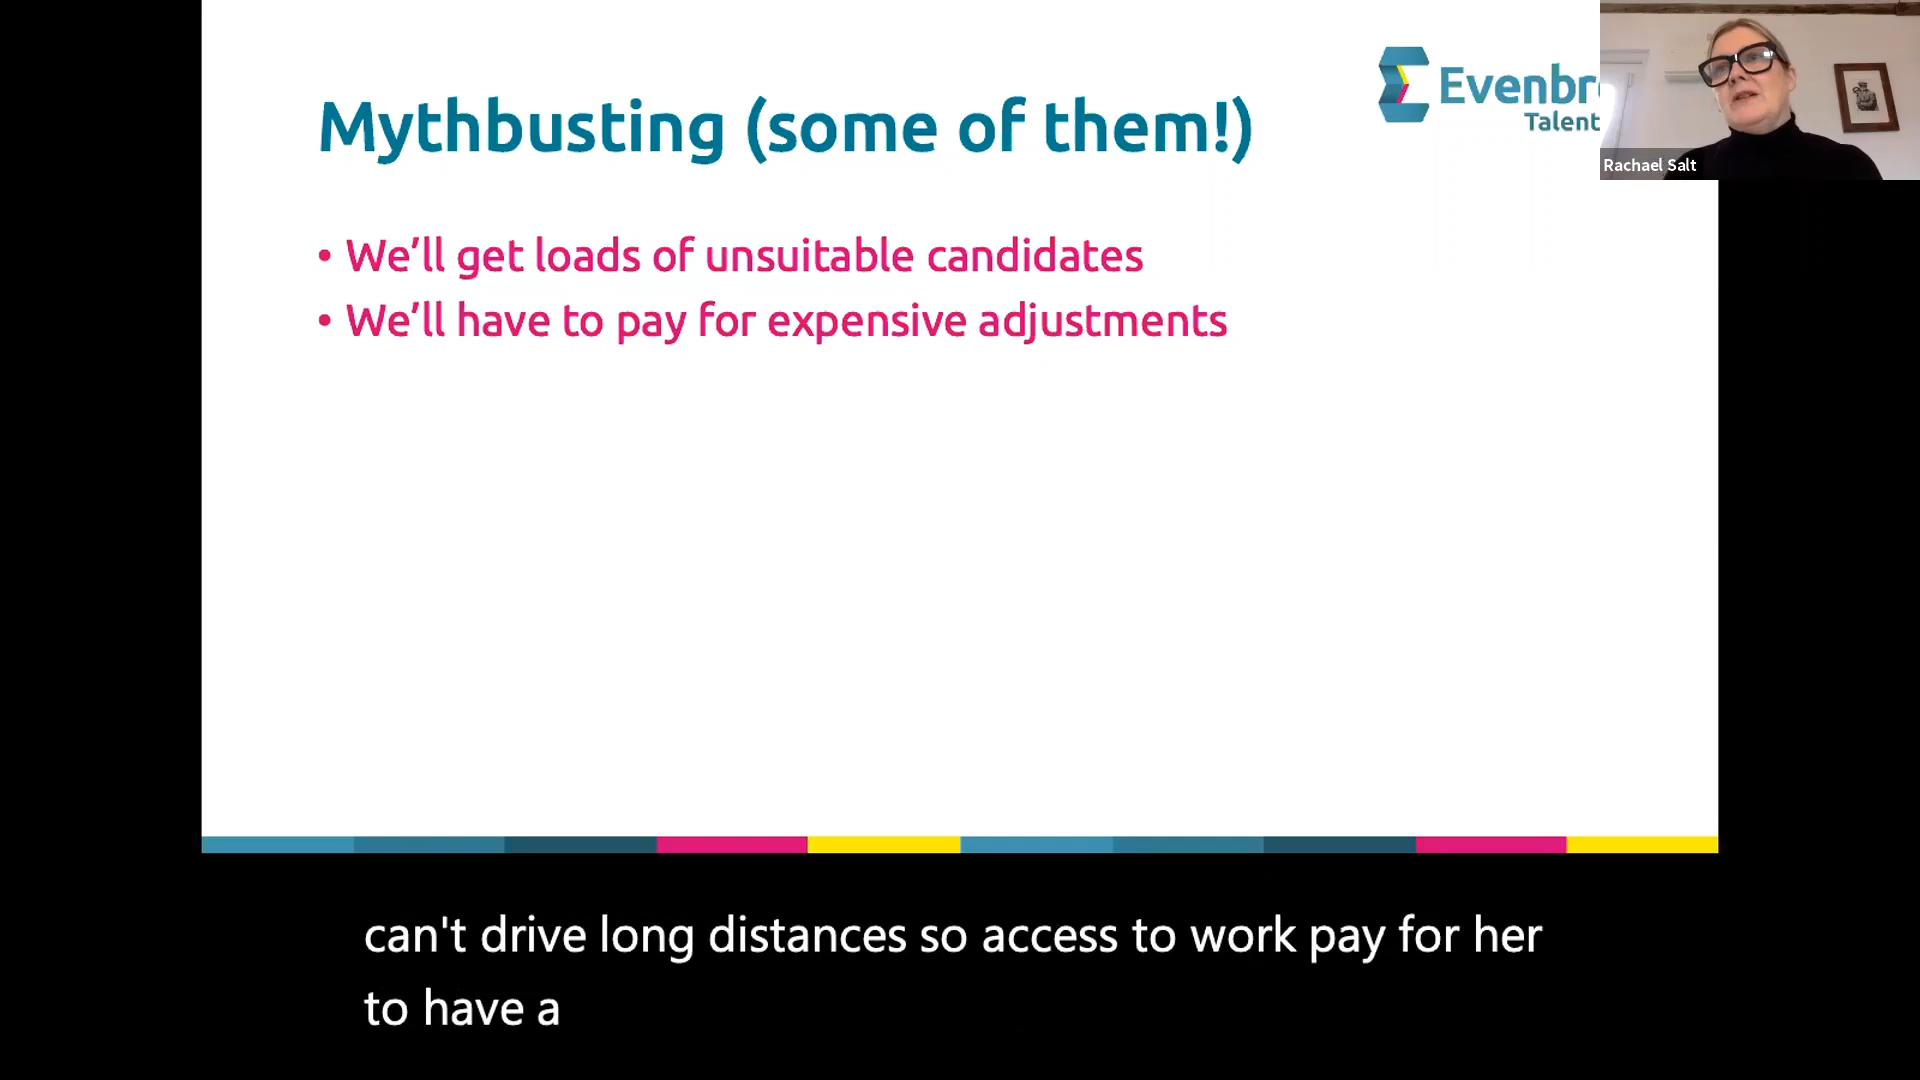 Mythbusting (some of them!)
Evenbr
Talent
Rachael Salt
• We’ll get loads of unsuitable candidates
• We’ll have to pay for expensive adjustments
can't drive long distances so access to work pay for her
to have a